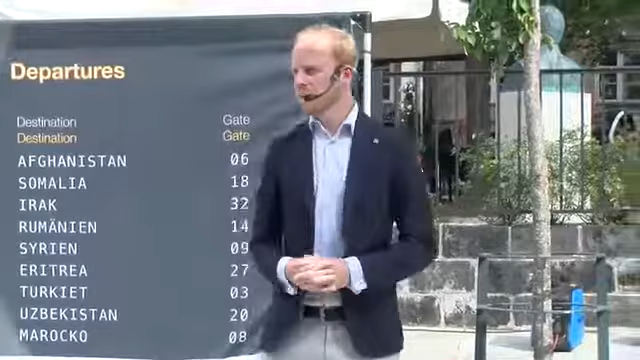 Departures
Destination Gate
Destination Gate
AFGHANISTAN 06
SOMALIA 18
IRAK 32
RUMÄNIEN 14
SYRIEN 09
ERITREA 27
TURKIET 03
UZBEKISTAN 20
MAROCKO 08